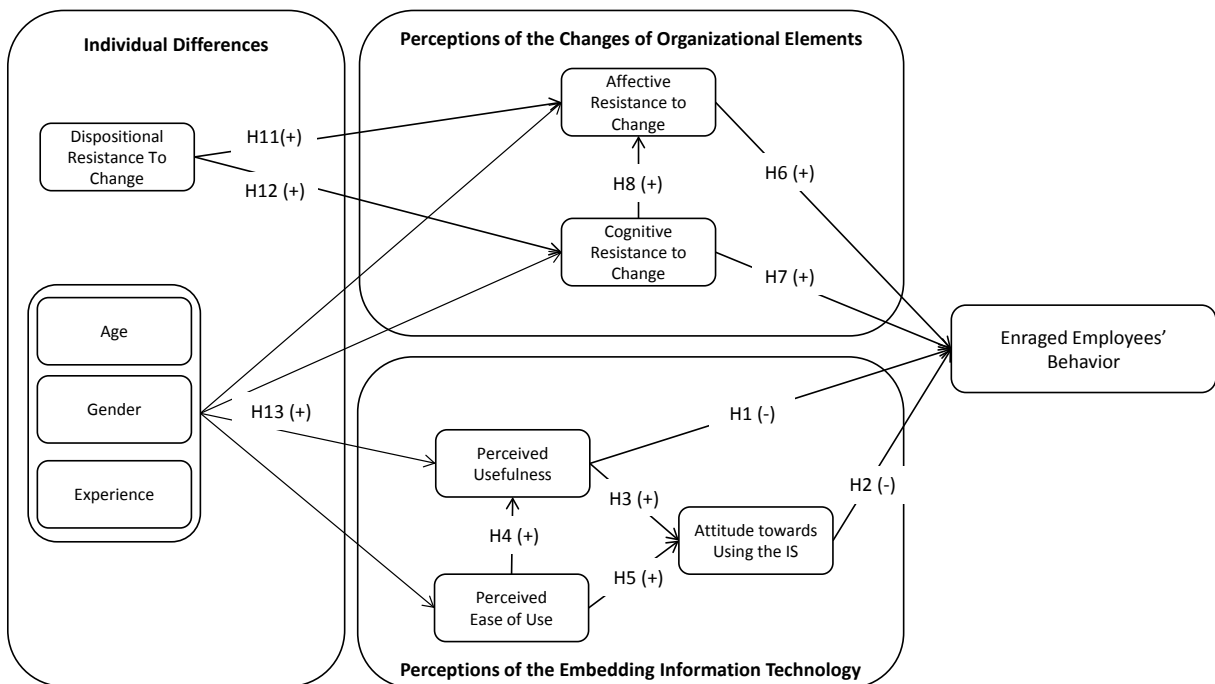 Individual Differences
Dispositional
Resistance To
Change
Age
Gender
Experience
H11(+)
H12 (+)
H13 (+)
Perceptions of the Changes of Organizational Elements
Affective
Resistance to
Change
H8 (+)
Cognitive
Resistance to
Change
H6 (+)
H7 (+)
Perceived
Usefulness
H4 (+)
Perceived
Ease of Use
H3 (+)
H5 (+)
Attitude towards
Using the IS
H1 (-)
H2 (-)
Perceptions of the Embedding Information Technology
Enraged Employees’
Behavior